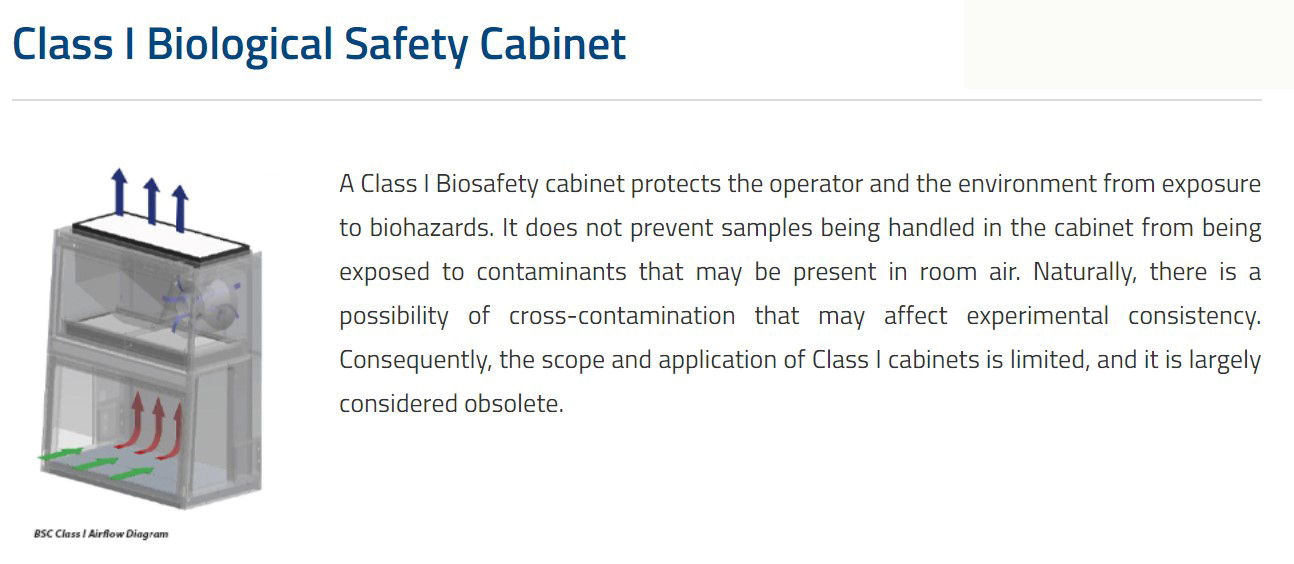 Class I Biological Safety Cabinet
A Class I Biosafety cabinet protects the operator and the environment from exposure
to biohazards. It does not prevent samples being handled in the cabinet from being
exposed to contaminants that may be present in room air. Naturally, there is a
possibility of cross-contamination that may affect experimental consistency.
Consequently, the scope and application of Class I cabinets is limited, and it is largely
considered obsolete.
BSC Class I Airflow Diagram